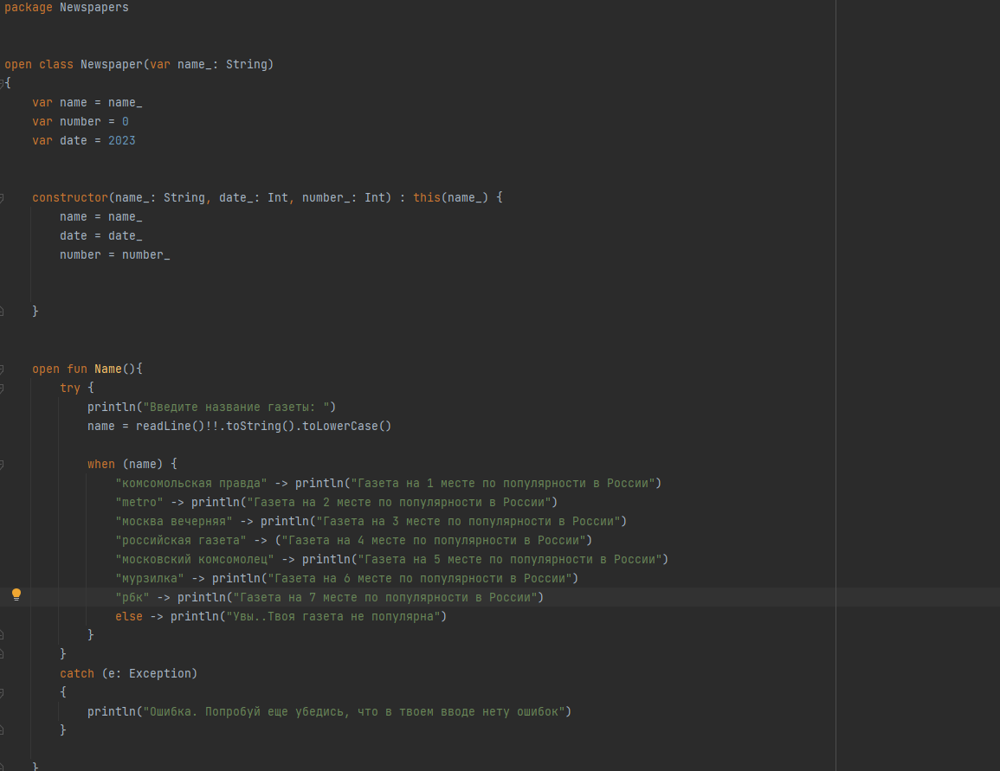 package Newspapers
open class Newspaper(var name_: String)
{
var name = name_
var number = 0
var date = 2023
constructor(name_: String, date_: Int, number_: Int) : this(name_) {
name = name_
date = date_
number = number_
}
open fun Name(){
try {
println("Введите название газеты: ")
name = readLine()!!.toString().toLowerCase()
when (name) {
"комсомольская правда" -> println("Газета на 1 месте по популярности в России")
"metro" -> println("Газета на 2 месте по популярности в России")
"москва вечерняя" -> println("Газета на 3 месте по популярности в России")
"российская газета" -> ("Газета на 4 месте по популярности в России")
"московский комсомолец" -> println("Газета на 5 месте по популярности в России")
"мурзилка" -> println("Газета на 6 месте по популярности в России")
"рбк" -> println("Газета на 7 месте по популярности в России")
else -> println("Увы..Твоя газета не популярна")
}
}
catch (e: Exception)
{
println("Ошибка. Попробуй еще убедись, что в твоем вводе нету ошибок")
}
}